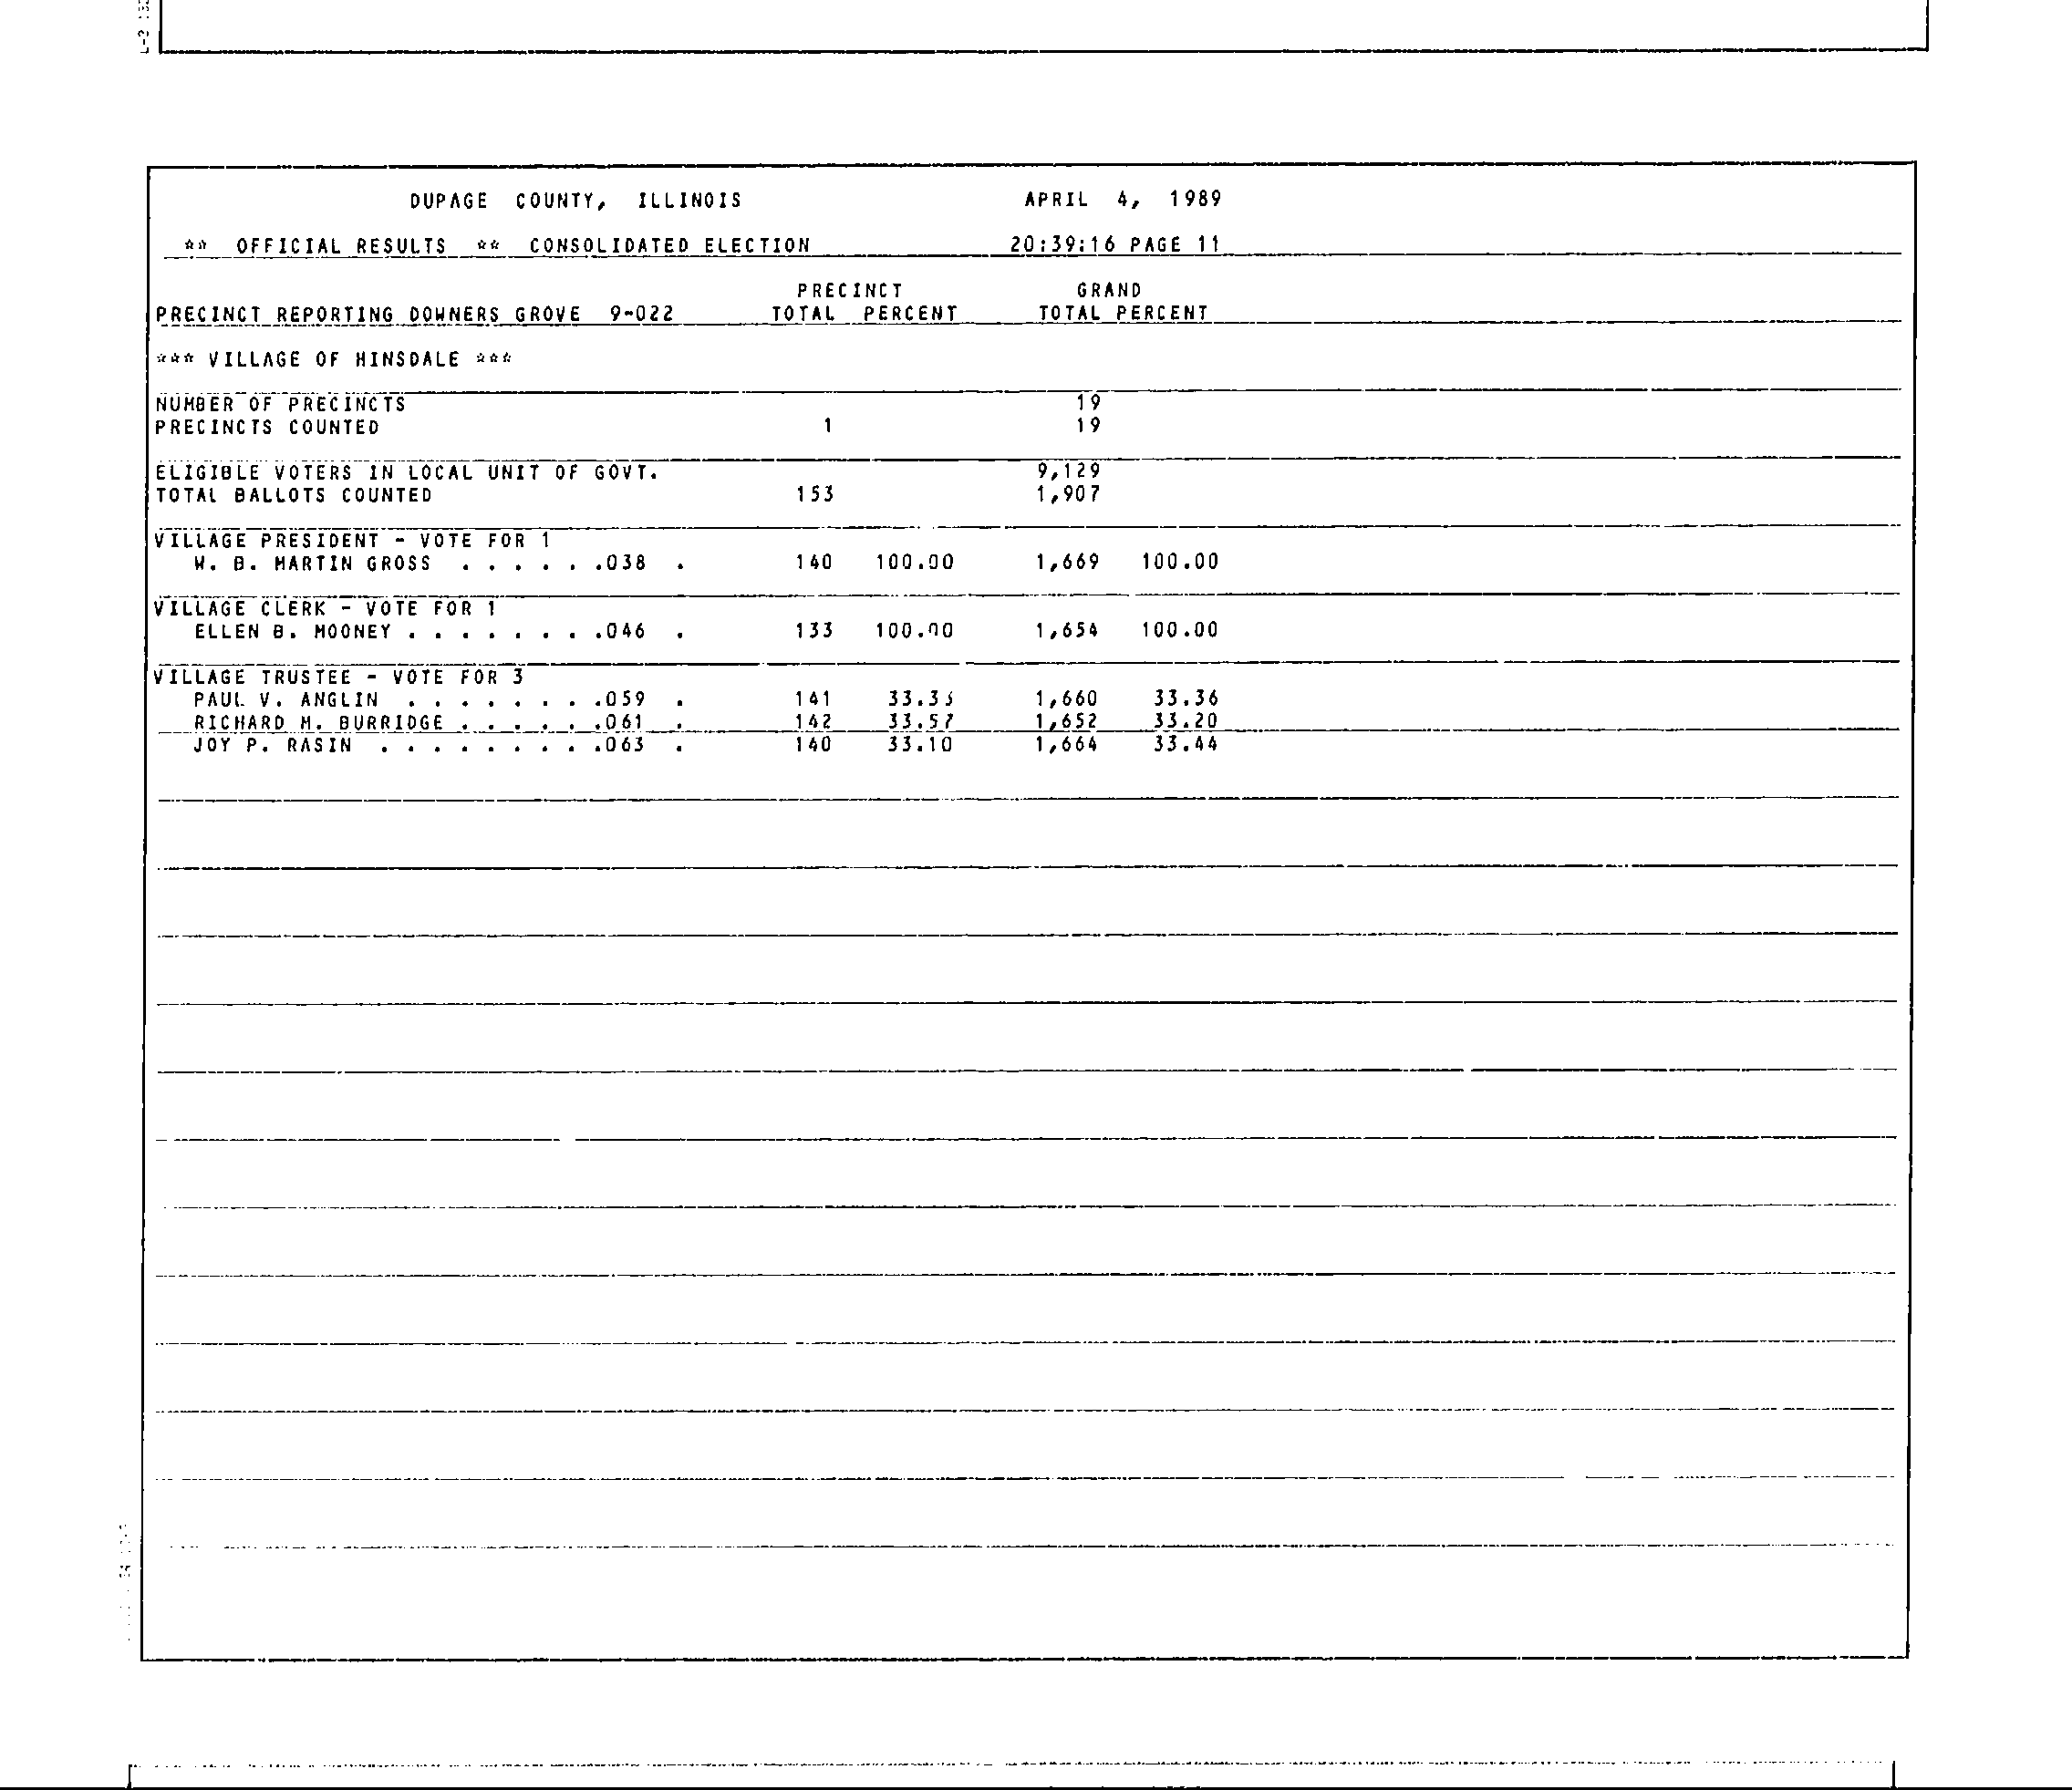 DUPAGE COUNTY, ILLINOIS APRIL 4, 1989
** OFFICIAL RESULTS ** CONSOLIDATED ELECTION 20:39:16 PAGE 11
PRECINCT GRAND
PRECINCT REPORTING DOWNERS GROVE 9-022 TOTAL PERCENT TOTAL PERCENT
*** VILLAGE OF HINSDALE ***
NUMBER OF PRECINCTS 19
PRECINCTS COUNTED 1 19
ELIGIBLE VOTERS IN LOCAL UNIT OF GOVT. 9,129
TOTAL BALLOTS COUNTED 153 1,907
VILLAGE PRESIDENT - VOTE FOR 1
W. B. MARTIN GROSS . . . . . .038 . 140 100.00 1,669 100.00
VILLAGE CLERK - VOTE FOR 1
ELLEN B. MOONEY . . . . . . . .046 . 133 100.00 1,654 100.00
VILLAGE TRUSTEE - VOTE FOR 3
PAUL V. ANGLIN . . . . . . . .059 . 141 33.33 1,660 33.36
RICHARD M. BURRIDGE . . . . . .061 . 142 33.57 1,652 33.20
JOY P. RASIN . . . . . . . . .063 . 140 33.10 1,664 33.44